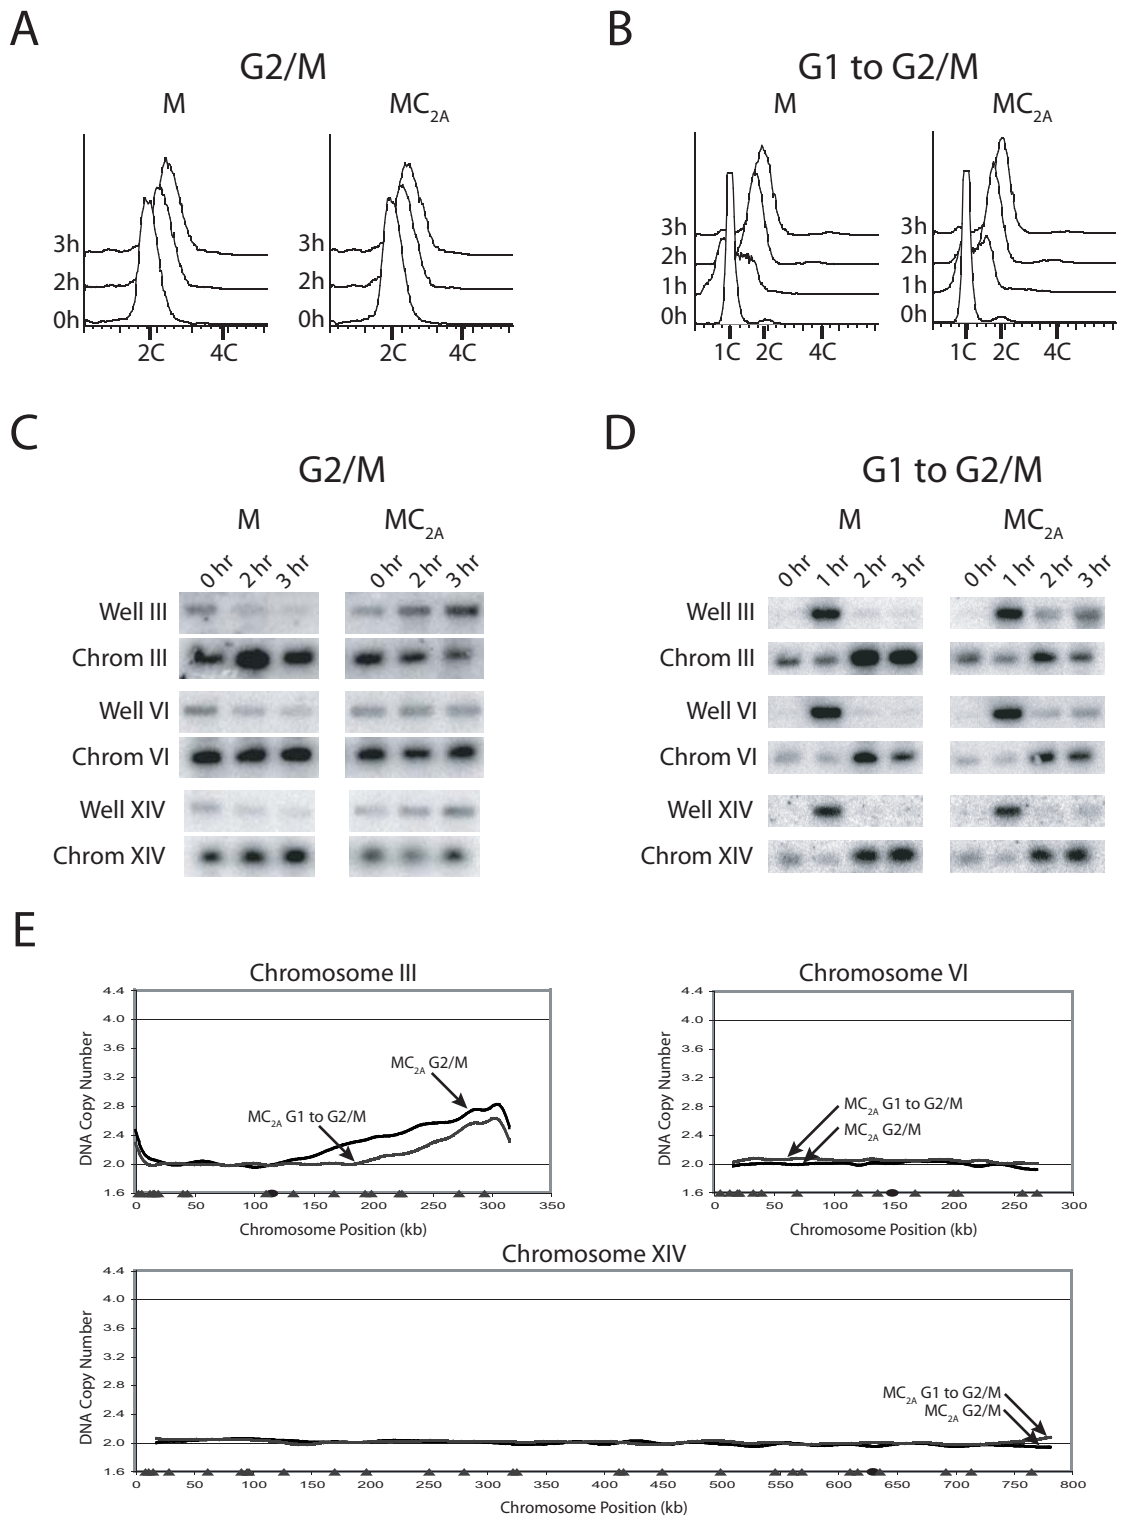 A
G2/M
M
MC2A
3h
2h
0h
2C 4C
3h
2h
0h
2C 4C
B
G1 to G2/M
M
MC2A
3h
2h
1h
0h
1C 2C 4C
3h
2h
1h
0h
1C 2C 4C
C
G2/M
M
MC2A
0 hr 2 hr 3 hr
0 hr 2 hr 3 hr
Well III
Chrom III
Well VI
Chrom VI
Well XIV
Chrom XIV
D
G1 to G2/M
M
MC2A
0 hr 1 hr 2 hr 3 hr
0 hr 1 hr 2 hr 3 hr
Well III
Chrom III
Well VI
Chrom VI
Well XIV
Chrom XIV
E
Chromosome III
DNA Copy Number
4.4
4.0
3.6
3.2
2.8
2.4
2.0
1.6
MC2A G2/M
MC2A G1 to G2/M
0 50 100 150 200 250 300 350
Chromosome Position (kb)
Chromosome VI
DNA Copy Number
4.4
4.0
3.6
3.2
2.8
2.4
2.0
1.6
MC2A G1 to G2/M
MC2A G2/M
0 50 100 150 200 250 300
Chromosome Position (kb)
Chromosome XIV
DNA Copy Number
4.4
4.0
3.6
3.2
2.8
2.4
2.0
1.6
MC2A G1 to G2/M
MC2A G2/M
0 50 100 150 200 250 300 350 400 450 500 550 600 650 700 750 800
Chromosome Position (kb)